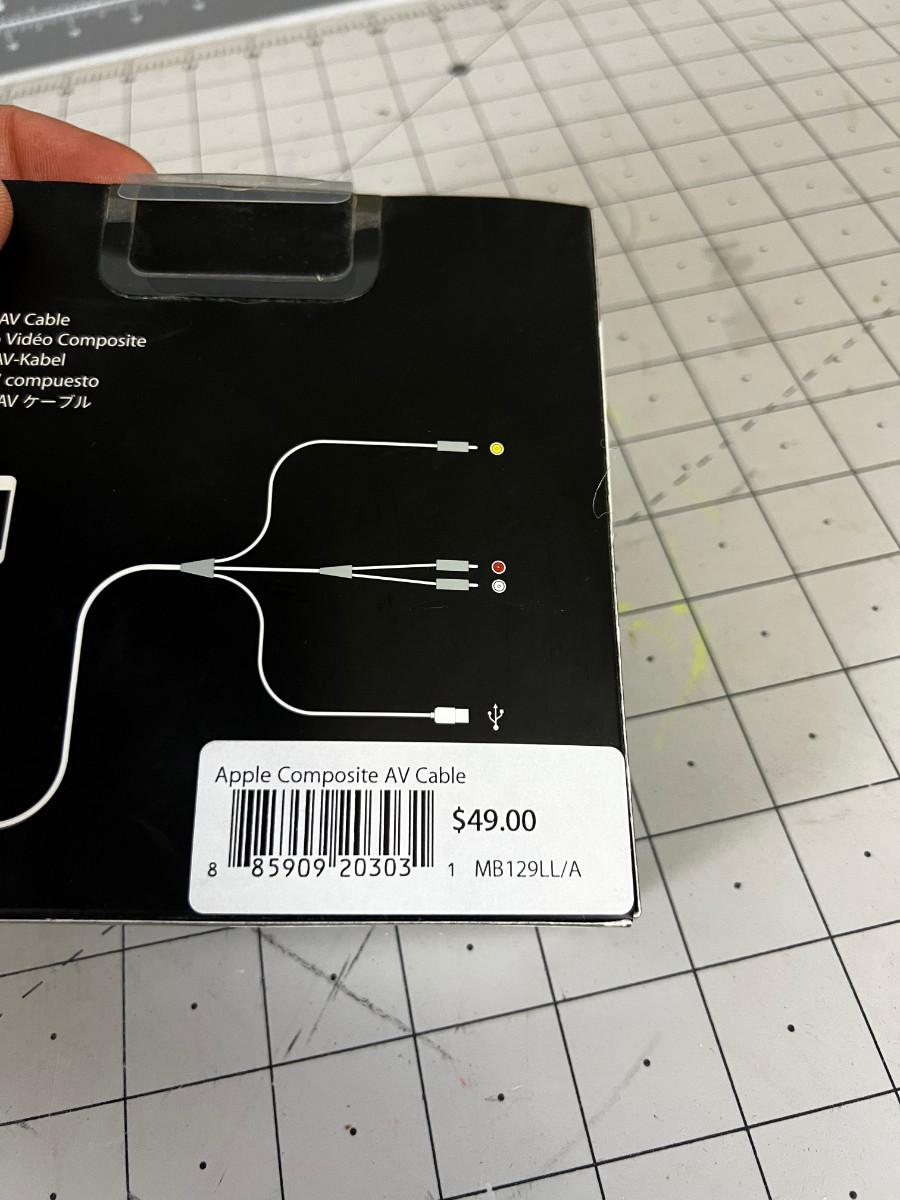 AV Cable
Vidéo Composite
AV-Kabel
compuesto
AV ケーブル
Apple Composite AV Cable
$49.00
8 85909 20303 1 MB129LL/A